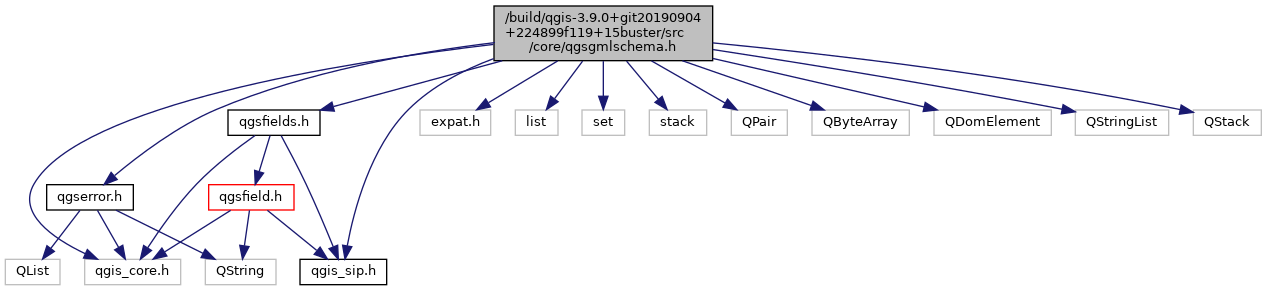 /build/qgis-3.9.0+git20190904
+224899f119+15buster/src
/core/qgsgmlschema.h
qgsfields.h
expat.h
list
set
stack
QPair
QByteArray
QDomElement
QStringList
QStack
qgserror.h
qgsfield.h
QList
qgis_core.h
QString
qgis_sip.h